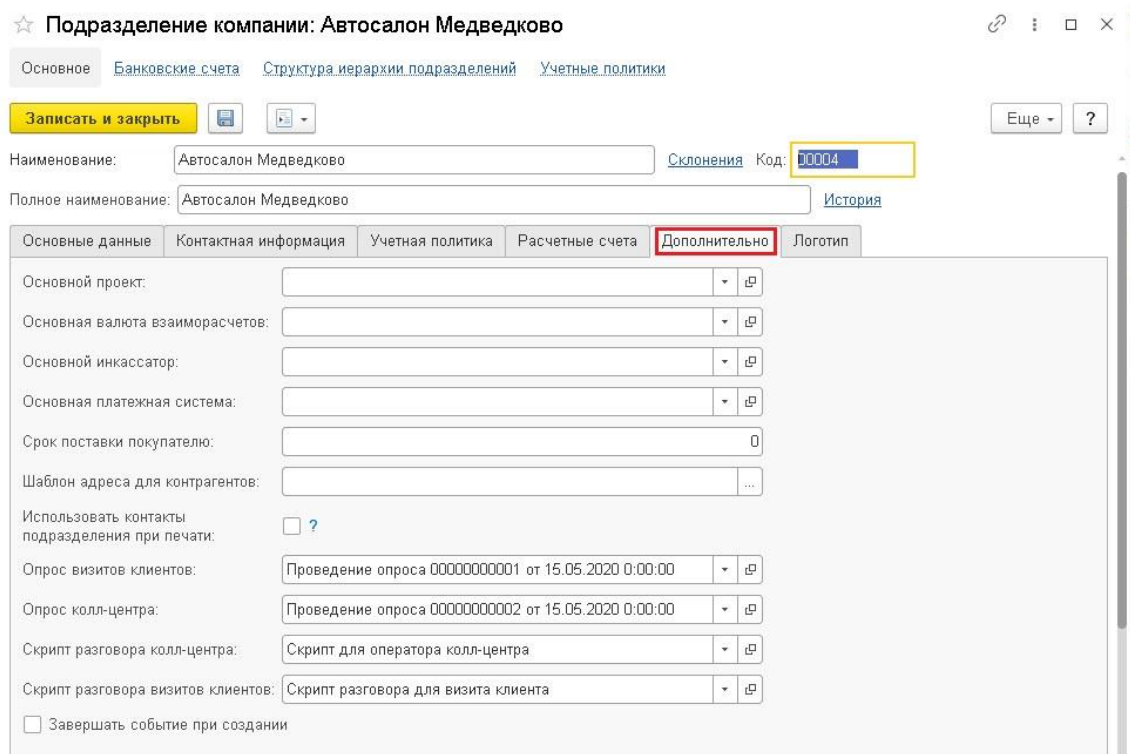 Подразделение компании: Автосалон Медведково
Основное Банковские счета Структура иерархии подразделений Учетные политики
Записать и закрыть Еще ?
Наименование: Автосалон Медведково Склонения Код: 00004
Полное наименование: Автосалон Медведково История
Основные данные Контактная информация Учетная политика Расчетные счета Дополнительно Логотип
Основной проект:
Основная валюта взаиморасчетов:
Основной инкассатор:
Основная платежная система:
Срок поставки покупателю: 0
Шаблон адреса для контрагентов: ...
Использовать контакты
подразделения при печати: ?
Опрос визитов клиентов: Проведение опроса 00000000001 от 15.05.2020 0:00:00
Опрос колл-центра: Проведение опроса 00000000002 от 15.05.2020 0:00:00
Скрипт разговора колл-центра: Скрипт для оператора колл-центра
Скрипт разговора визитов клиентов: Скрипт разговора для визита клиента
Завершать событие при создании